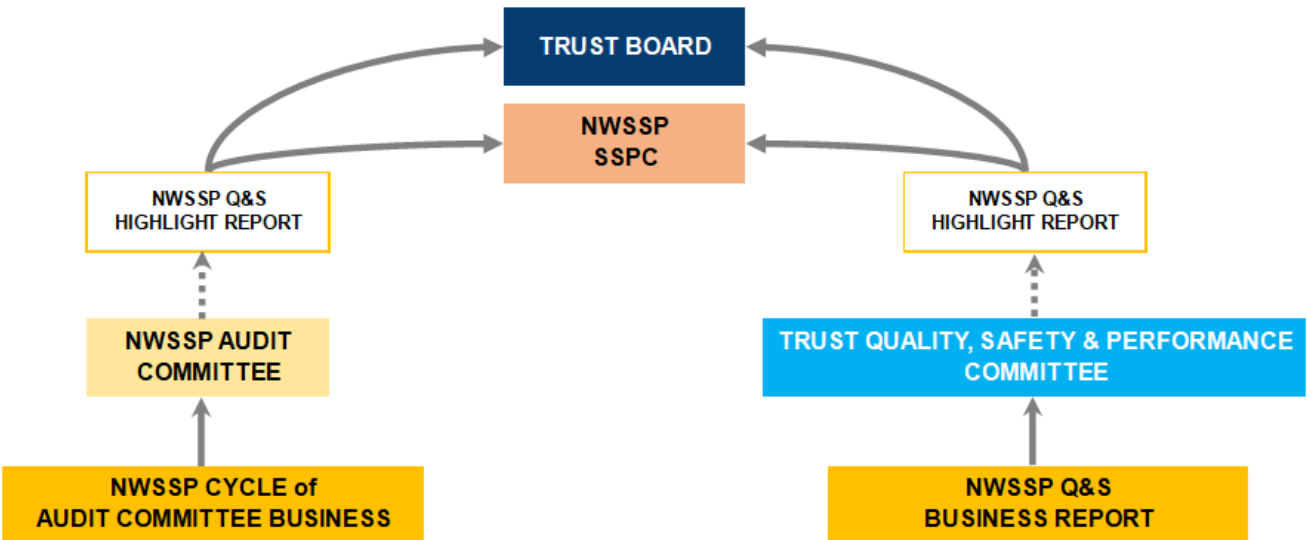 TRUST BOARD
NWSSP
SSPC
NWSSP Q&S
HIGHLIGHT REPORT
NWSSP Q&S
HIGHLIGHT REPORT
NWSSP AUDIT
COMMITTEE
TRUST QUALITY, SAFETY & PERFORMANCE
COMMITTEE
NWSSP CYCLE of
AUDIT COMMITTEE BUSINESS
NWSSP Q&S
BUSINESS REPORT